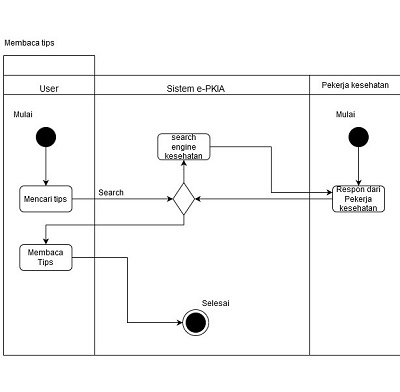 Membaca tips
User
Sistem e-PKIA
Pekerja kesehatan
Mulai
Mulai
search
engine
kesehatan
Mencari tips
Search
Respon dari
Pekerja
kesehatan
Membaca
Tips
Selesai